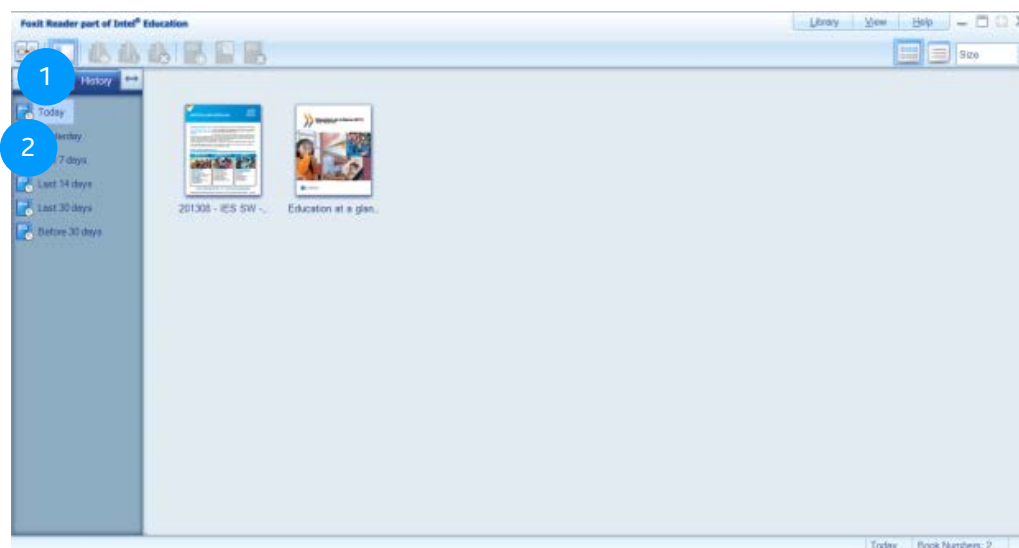 Foxit Reader part of Intel® Education
Library View Help
Size
1
History
Today
2
7 days
Last 14 days
Last 30 days
Before 30 days
201308 - IES SW -..
Education at a glan..
Today Book Numbers: 2